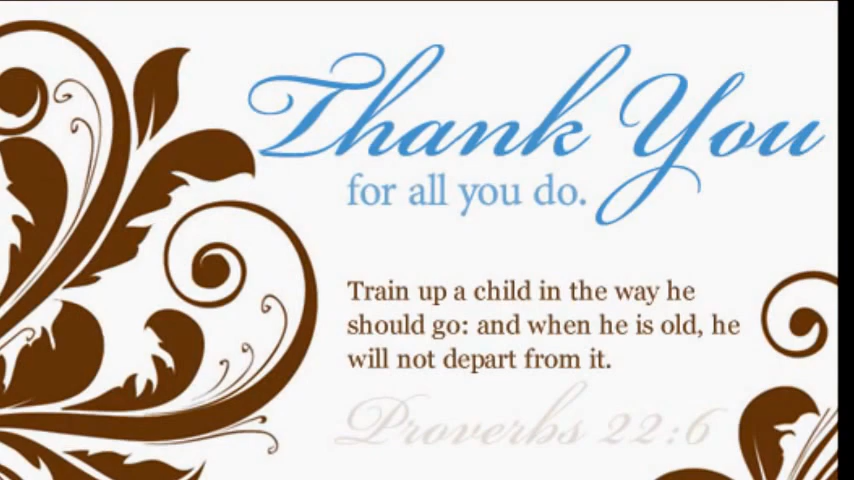 Thank You
for all you do.
Train up a child in the way he
should go: and when he is old, he
will not depart from it.
Proverbs 22:6